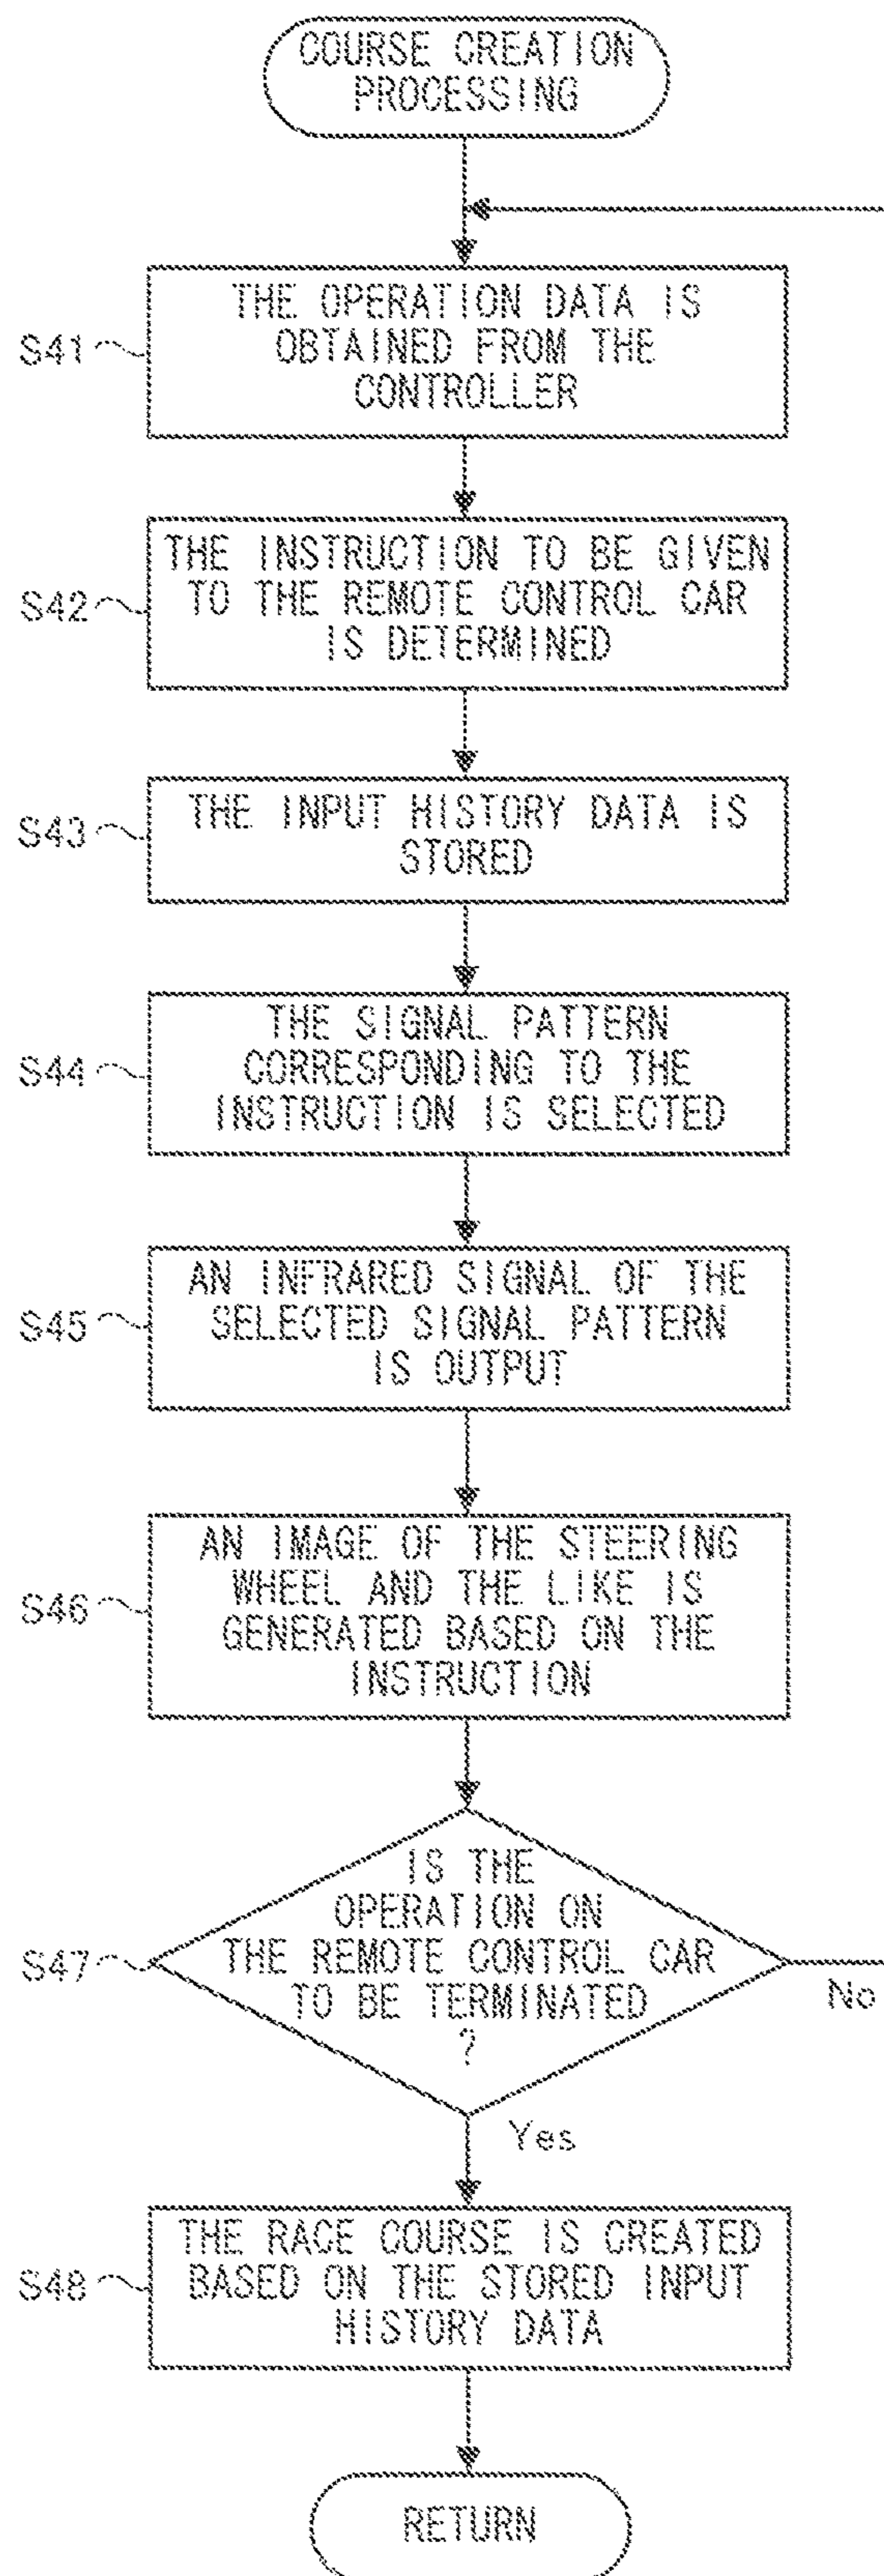 COURSE CREATION
PROCESSING
S41
THE OPERATION DATA IS
OBTAINED FROM THE
CONTROLLER
S42
THE INSTRUCTION TO BE GIVEN
TO THE REMOTE CONTROL CAR
IS DETERMINED
S43
THE INPUT HISTORY DATA IS
STORED
S44
THE SIGNAL PATTERN
CORRESPONDING TO THE
INSTRUCTION IS SELECTED
S45
AN INFRARED SIGNAL OF THE
SELECTED SIGNAL PATTERN
IS OUTPUT
S46
AN IMAGE OF THE STEERING
WHEEL AND THE LIKE IS
GENERATED BASED ON THE
INSTRUCTION
S47
IS THE
OPERATION ON
THE REMOTE CONTROL CAR
TO BE TERMINATED
?
No
Yes
S48
THE RACE COURSE IS CREATED
BASED ON THE STORED INPUT
HISTORY DATA
RETURN